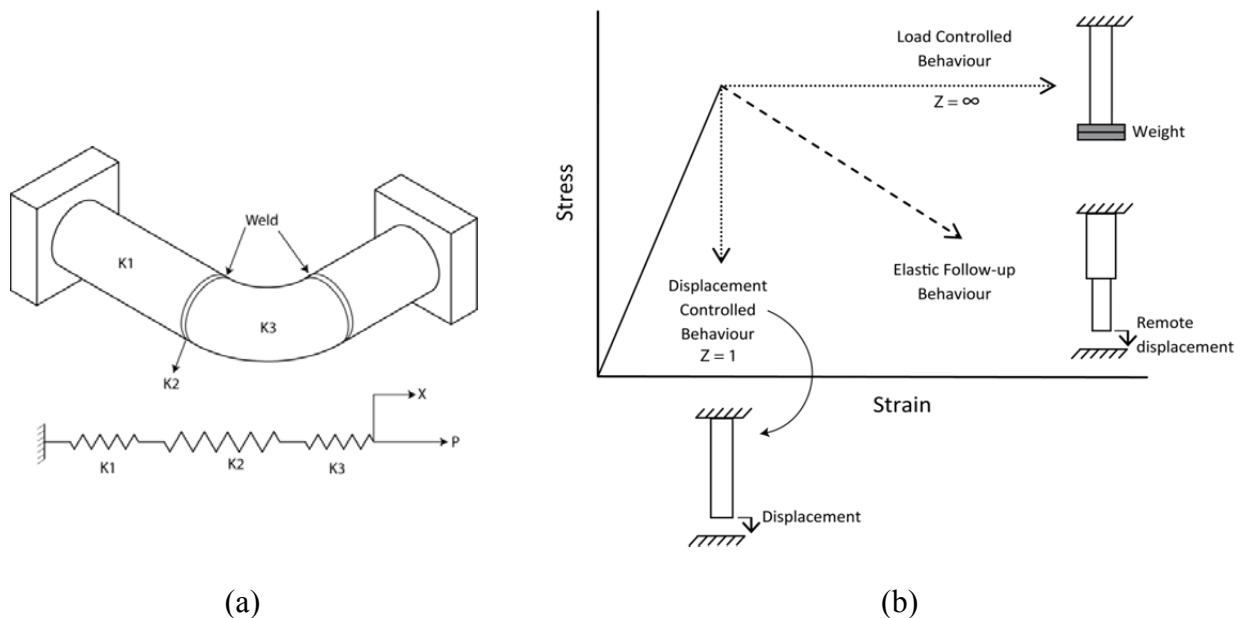 Weld
K1
K3
K2
X
P
K1
K2
K3
(a)
Stress
Strain
Load Controlled
Behaviour
Z = ∞
Weight
Elastic Follow-up
Behaviour
Remote
displacement
Displacement
Controlled
Behaviour
Z = 1
Displacement
(b)